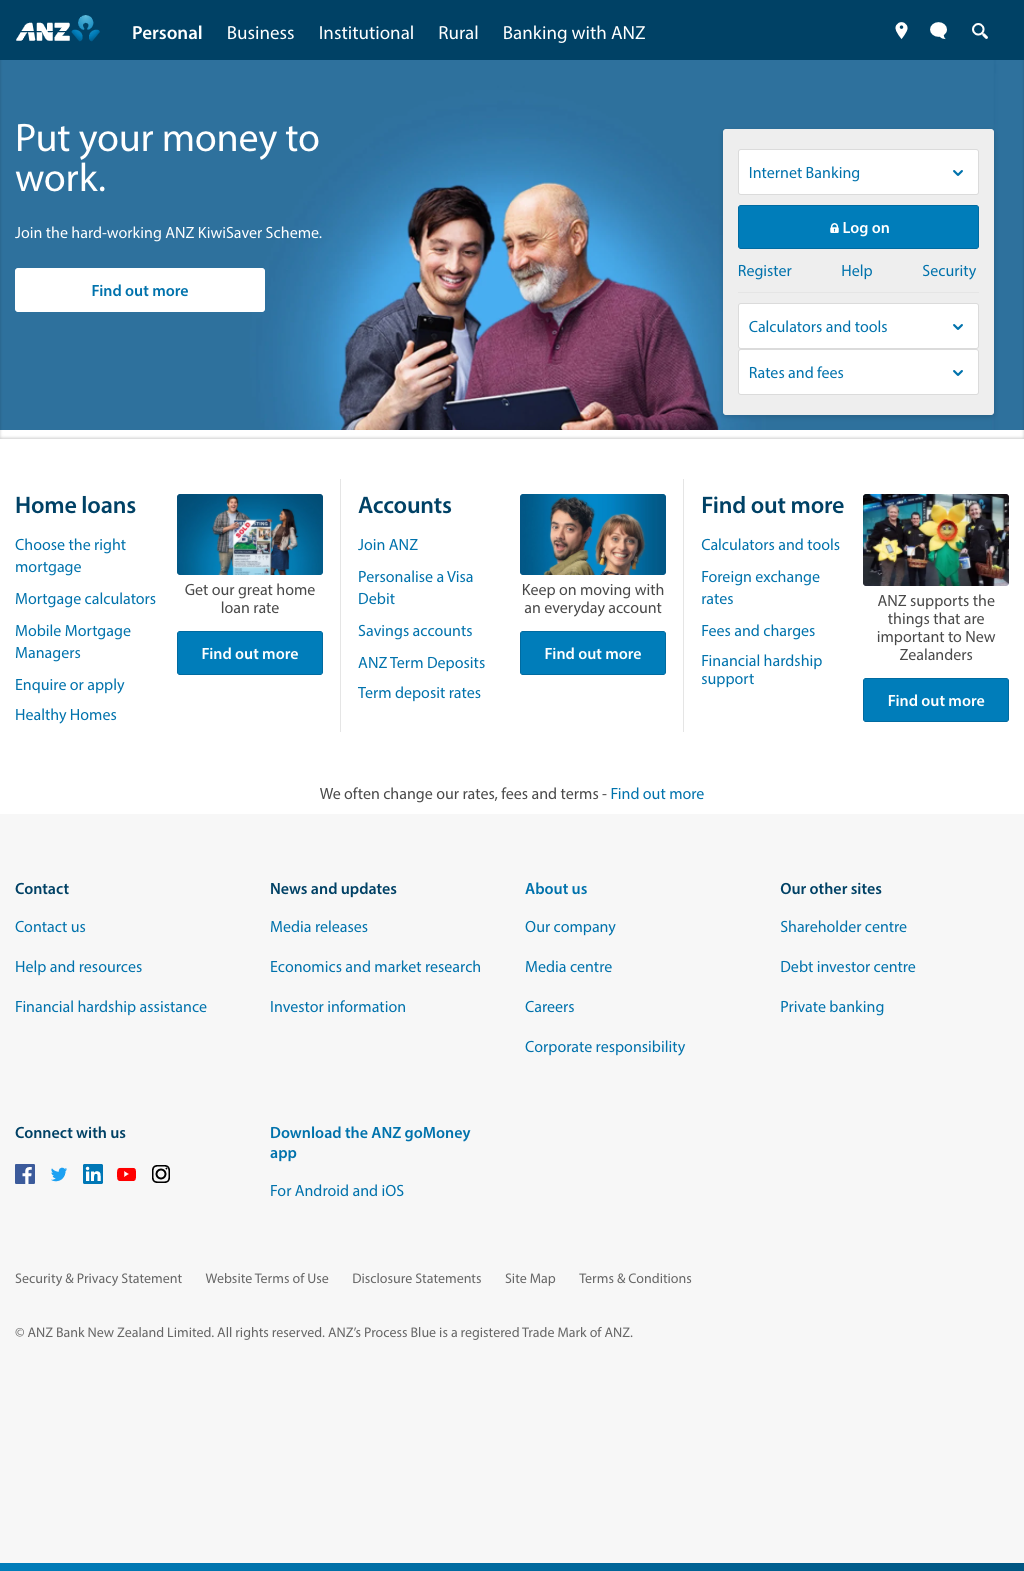 ANZ
Personal
Business
Institutional
Rural
Banking with ANZ
Put your money to
work.
Join the hard-working ANZ KiwiSaver Scheme.
Find out more
Internet Banking
Log on
Register
Help
Security
Calculators and tools
Rates and fees
Home loans
Choose the right
mortgage
Mortgage calculators
Mobile Mortgage
Managers
Enquire or apply
Healthy Homes
SOLD
Get our great home
loan rate
Find out more
Accounts
Join ANZ
Personalise a Visa
Debit
Savings accounts
ANZ Term Deposits
Term deposit rates
Keep on moving with
an everyday account
Find out more
Find out more
Calculators and tools
Foreign exchange
rates
Fees and charges
Financial hardship
support
ANZ supports the
things that are
important to New
Zealanders
Find out more
We often change our rates, fees and terms - Find out more
Contact
Contact us
Help and resources
Financial hardship assistance
News and updates
Media releases
Economics and market research
Investor information
About us
Our company
Media centre
Careers
Corporate responsibility
Our other sites
Shareholder centre
Debt investor centre
Private banking
Connect with us
Download the ANZ goMoney
app
For Android and iOS
Security & Privacy Statement
Website Terms of Use
Disclosure Statements
Site Map
Terms & Conditions
© ANZ Bank New Zealand Limited. All rights reserved. ANZ's Process Blue is a registered Trade Mark of ANZ.